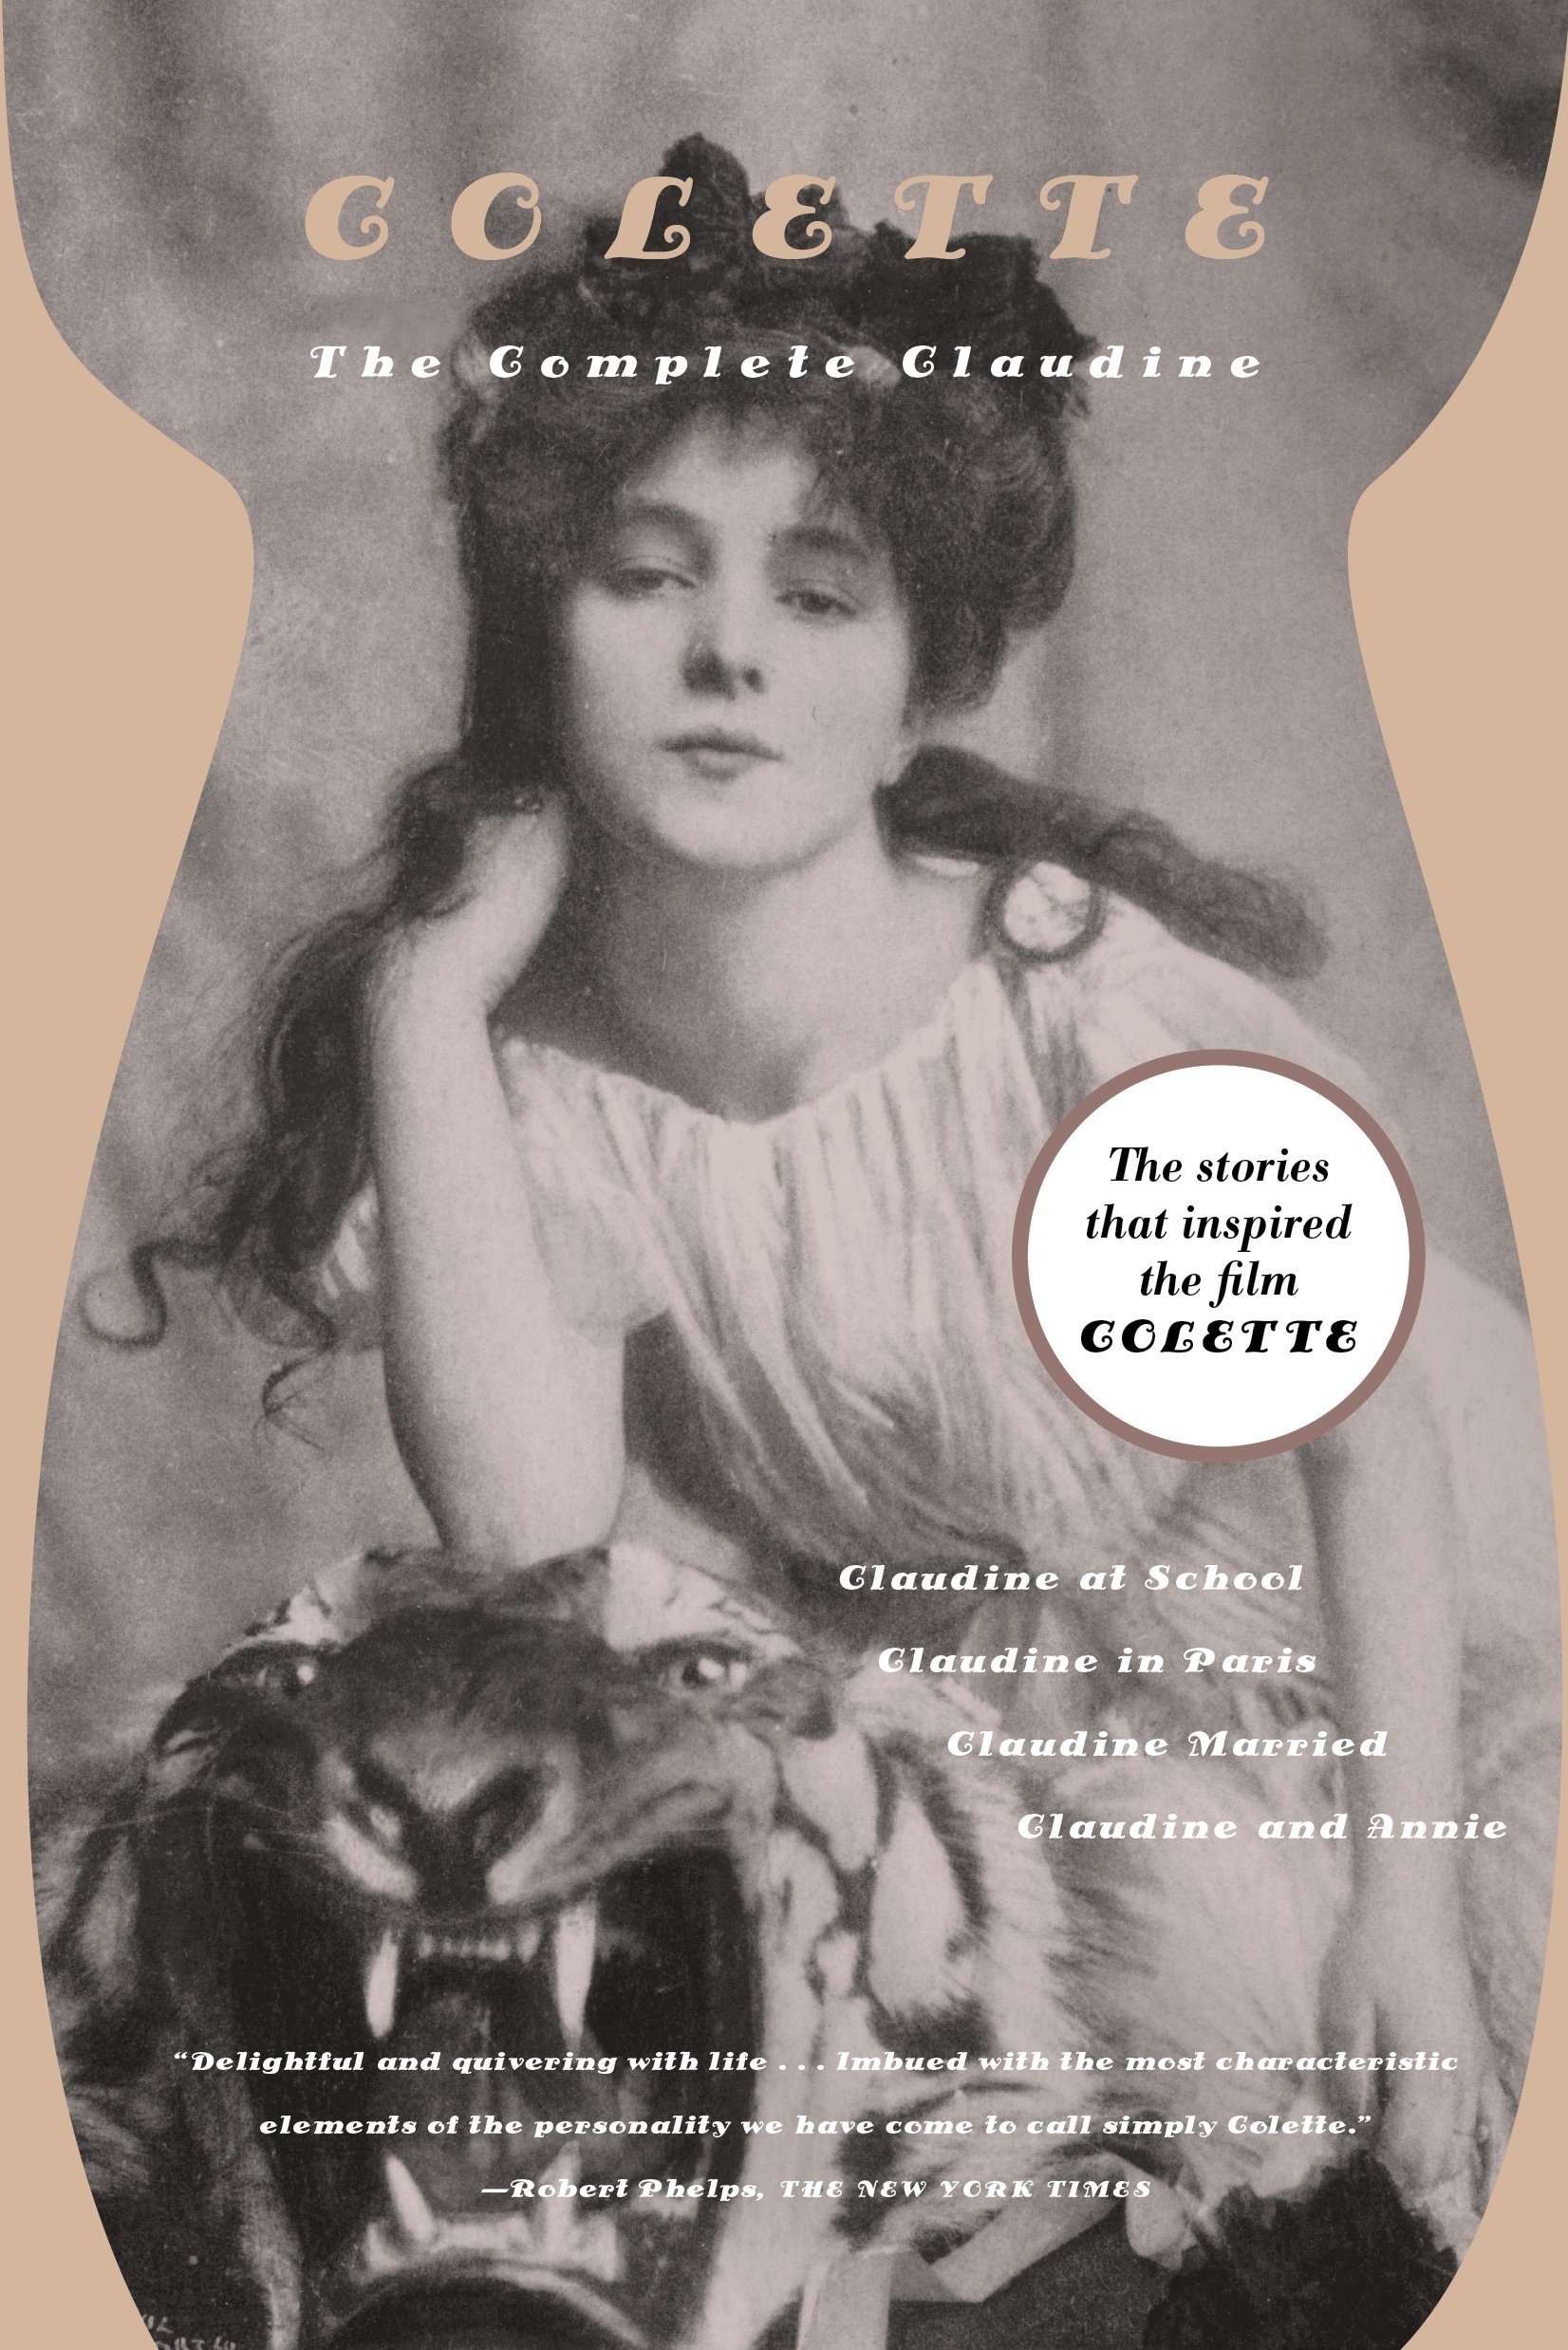 COLETTE
The Complete Claudine
The stories
that inspired
the film
COLETTE
Claudine at School
Claudine in Paris
Claudine Married
Claudine and Annie
“Delightful and quivering with life . . . Imbued with the most characteristic
elements of the personality we have come to call simply Colette.”
—Robert Phelps, THE NEW YORK TIMES